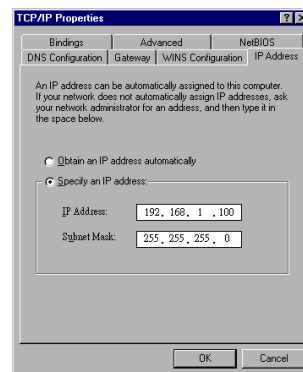 TCP/IP Properties
Bindings Advanced NetBIOS
DNS Configuration Gateway WINS Configuration IP Address
An IP address can be automatically assigned to this computer.
If your network does not automatically assign IP addresses, ask
your network administrator for an address, and then type it in
the space below.
Obtain an IP address automatically
Specify an IP address:
IP Address: 192. 168. 1 .100
Subnet Mask: 255. 255. 255. 0
OK Cancel